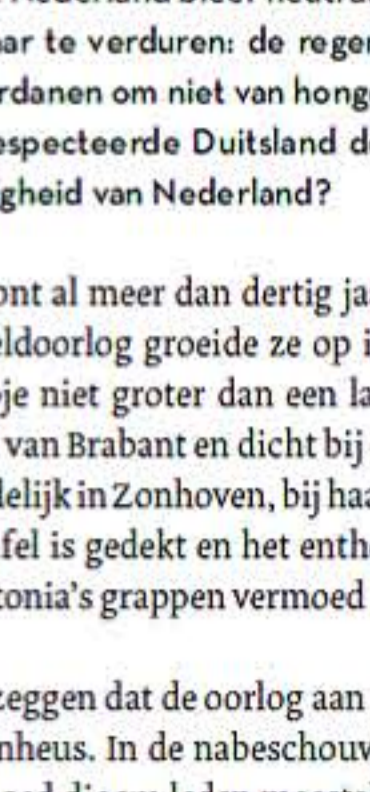 Nederland bleef neutra
aar te verduren: de rege
rdanen om niet van hong
especteerde Duitsland d
gheid van Nederland?
ont al meer dan dertig ja
eldoorlog groeide ze op i
je niet groter dan een la
van Brabant en dicht bij
delijk in Zonhoven, bij haa
fel is gedekt en het enth
tonia's grappen vermoed
zeggen dat de oorlog aan
nheus. In de nabeschouw